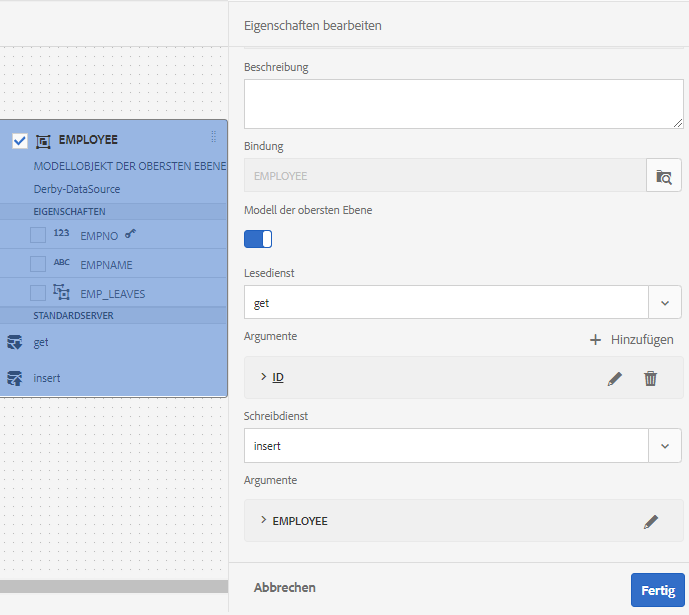 Eigenschaften bearbeiten
Beschreibung
Bindung
EMPLOYEE
Modell der obersten Ebene
Lesedienst
get
Argumente
Hinzufügen
ID
Schreibdienst
insert
Argumente
EMPLOYEE
Abbrechen
Fertig
EMPLOYEE
MODELLOBJEKT DER OBERSTEN EBENE
Derby-DataSource
EIGENSCHAFTEN
123 EMPNO
ABC EMPNAME
EMP_LEAVES
STANDARDSERVER
get
insert